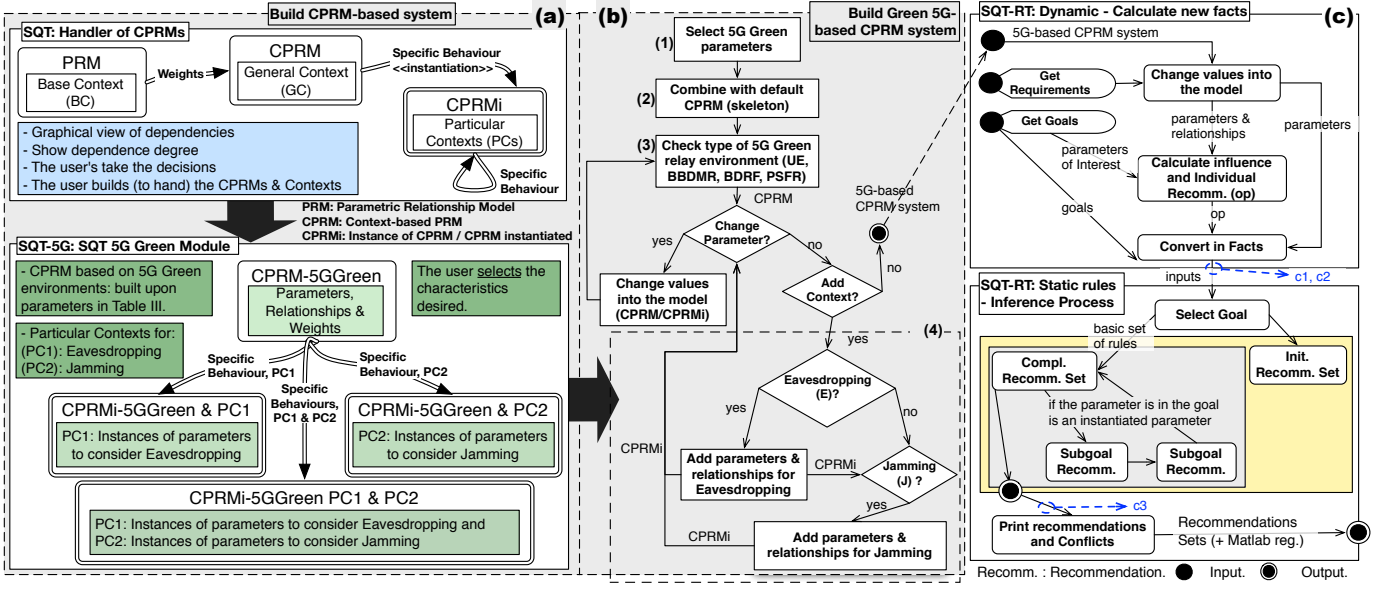 Build CPRM-based system
(a)
SQT: Handler of CPRMs
PRM
Base Context
(BC)
Weights
CPRM
General Context
(GC)
Specific Behaviour
<<instantiation>>
CPRMi
Particular
Contexts (PCs)
Specific
Behaviour
- Graphical view of dependencies
- Show dependence degree
- The user's take the decisions
- The user builds (to hand) the CPRMs & Contexts
PRM: Parametric Relationship Model
CPRM: Context-based PRM
CPRMi: Instance of CPRM / CPRM instantiated
SQT-5G: SQT 5G Green Module
- CPRM based on 5G Green
environments: built upon
parameters in Table III.
- Particular Contexts for:
(PC1): Eavesdropping
(PC2): Jamming
CPRM-5GGreen
Parameters,
Relationships &
Weights
The user selects the
characteristics
desired.
Specific
Behaviour, PC1
Specific
Behaviours,
PC1 & PC2
Specific
Behaviour, PC2
CPRMi-5GGreen & PC1
PC1: Instances of parameters
to consider Eavesdropping
CPRMi-5GGreen & PC2
PC2: Instances of parameters
to consider Jamming
CPRMi-5GGreen PC1 & PC2
PC1: Instances of parameters to consider Eavesdropping and
PC2: Instances of parameters to consider Jamming
(b)
Build Green 5G-
based CPRM system
(1)
Select 5G Green
parameters
(2)
Combine with default
CPRM (skeleton)
(3)
Check type of 5G Green
relay environment (UE,
BBDMR, BDRF, PSFR)
CPRM
Change
Parameter?
yes
no
Change values
into the model
(CPRM/CPRMi)
Add
Context?
no
5G-based
CPRM system
yes
(4)
Eavesdropping
(E)?
yes
no
CPRMi
Add parameters &
relationships for
Eavesdropping
CPRMi
Jamming
(J) ?
yes
CPRMi
Add parameters &
relationships for Jamming
SQT-RT: Dynamic - Calculate new facts
(c)
5G-based CPRM system
Get
Requirements
Change values into
the model
Get Goals
parameters &
relationships
parameters
parameters
of Interest
Calculate influence
and Individual
Recomm. (op)
goals
op
Convert in Facts
inputs
c1, c2
SQT-RT: Static rules
- Inference Process
Select Goal
basic set
of rules
Compl.
Recomm. Set
Init.
Recomm. Set
if the parameter is in the goal
is an instantiated parameter
Subgoal
Recomm.
Subgoal
Recomm.
c3
Print recommendations
and Conflicts
Recommendations
Sets (+ Matlab reg.)
Recomm. : Recommendation.
Input.
Output.